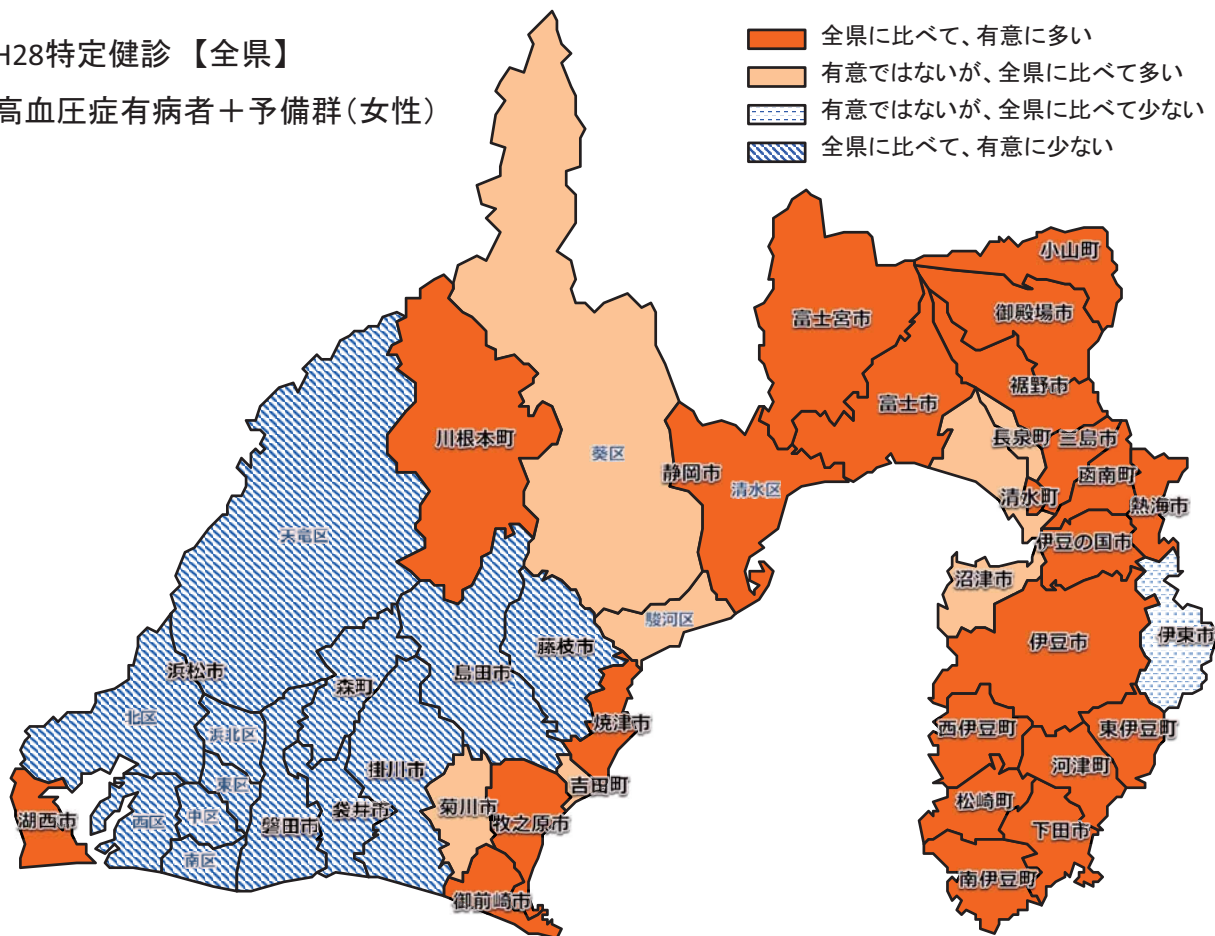 H28特定健診 【全県】
高血圧症有病者＋予備群(女性)
全県に比べて、有意に多い
有意ではないが、全県に比べて多い
有意ではないが、全県に比べて少ない
全県に比べて、有意に少ない
小山町
御殿場市
富士宮市
裾野市
富士市
長泉町
三島市
川根本町
葵区
静岡市
清水区
函南町
清水町
熱海市
天竜区
伊豆の国市
沼津市
駿河区
伊東市
伊豆市
藤枝市
浜松市
島田市
森町
北区
浜北区
焼津市
西伊豆町
東伊豆町
掛川市
河津町
東区
吉田町
湖西市
西区
中区
磐田市
袋井市
菊川市
牧之原市
松崎町
下田市
南区
南伊豆町
御前崎市